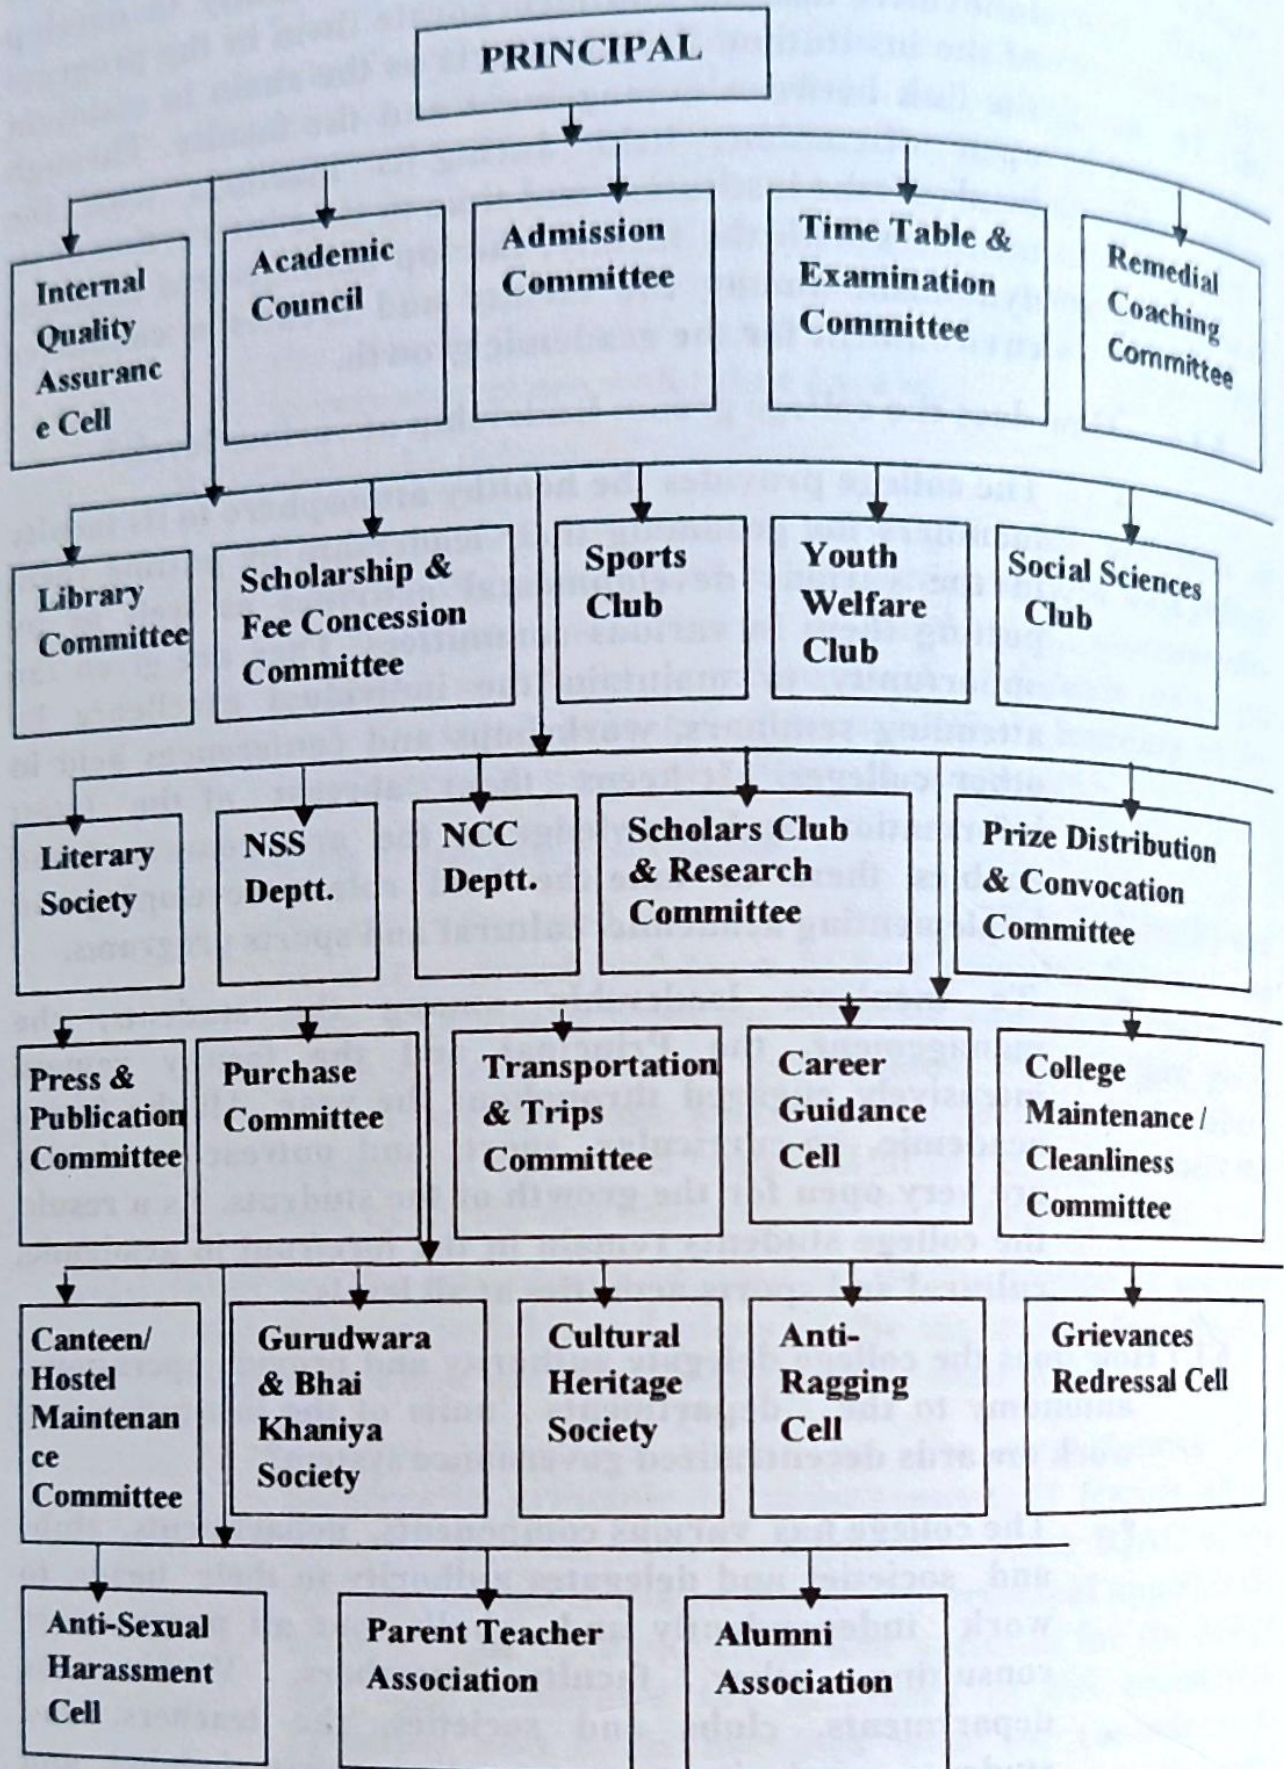 PRINCIPAL
Internal
Quality
Assuranc
e Cell
Academic
Council
Admission
Committee
Time Table &
Examination
Committee
Remedial
Coaching
Committee
Library
Committee
Scholarship &
Fee Concession
Committee
Sports
Club
Youth
Welfare
Club
Social Sciences
Club
Literary
Society
NSS
Deptt.
NCC
Deptt.
Scholars Club
& Research
Committee
Prize Distribution
& Convocation
Committee
Press &
Publication
Committee
Purchase
Committee
Transportation
& Trips
Committee
Career
Guidance
Cell
College
Maintenance /
Cleanliness
Committee
Canteen/
Hostel
Maintenan
ce
Committee
Gurudwara
& Bhai
Khaniya
Society
Cultural
Heritage
Society
Anti-
Ragging
Cell
Grievances
Redressal Cell
Anti-Sexual
Harassment
Cell
Parent Teacher
Association
Alumni
Association